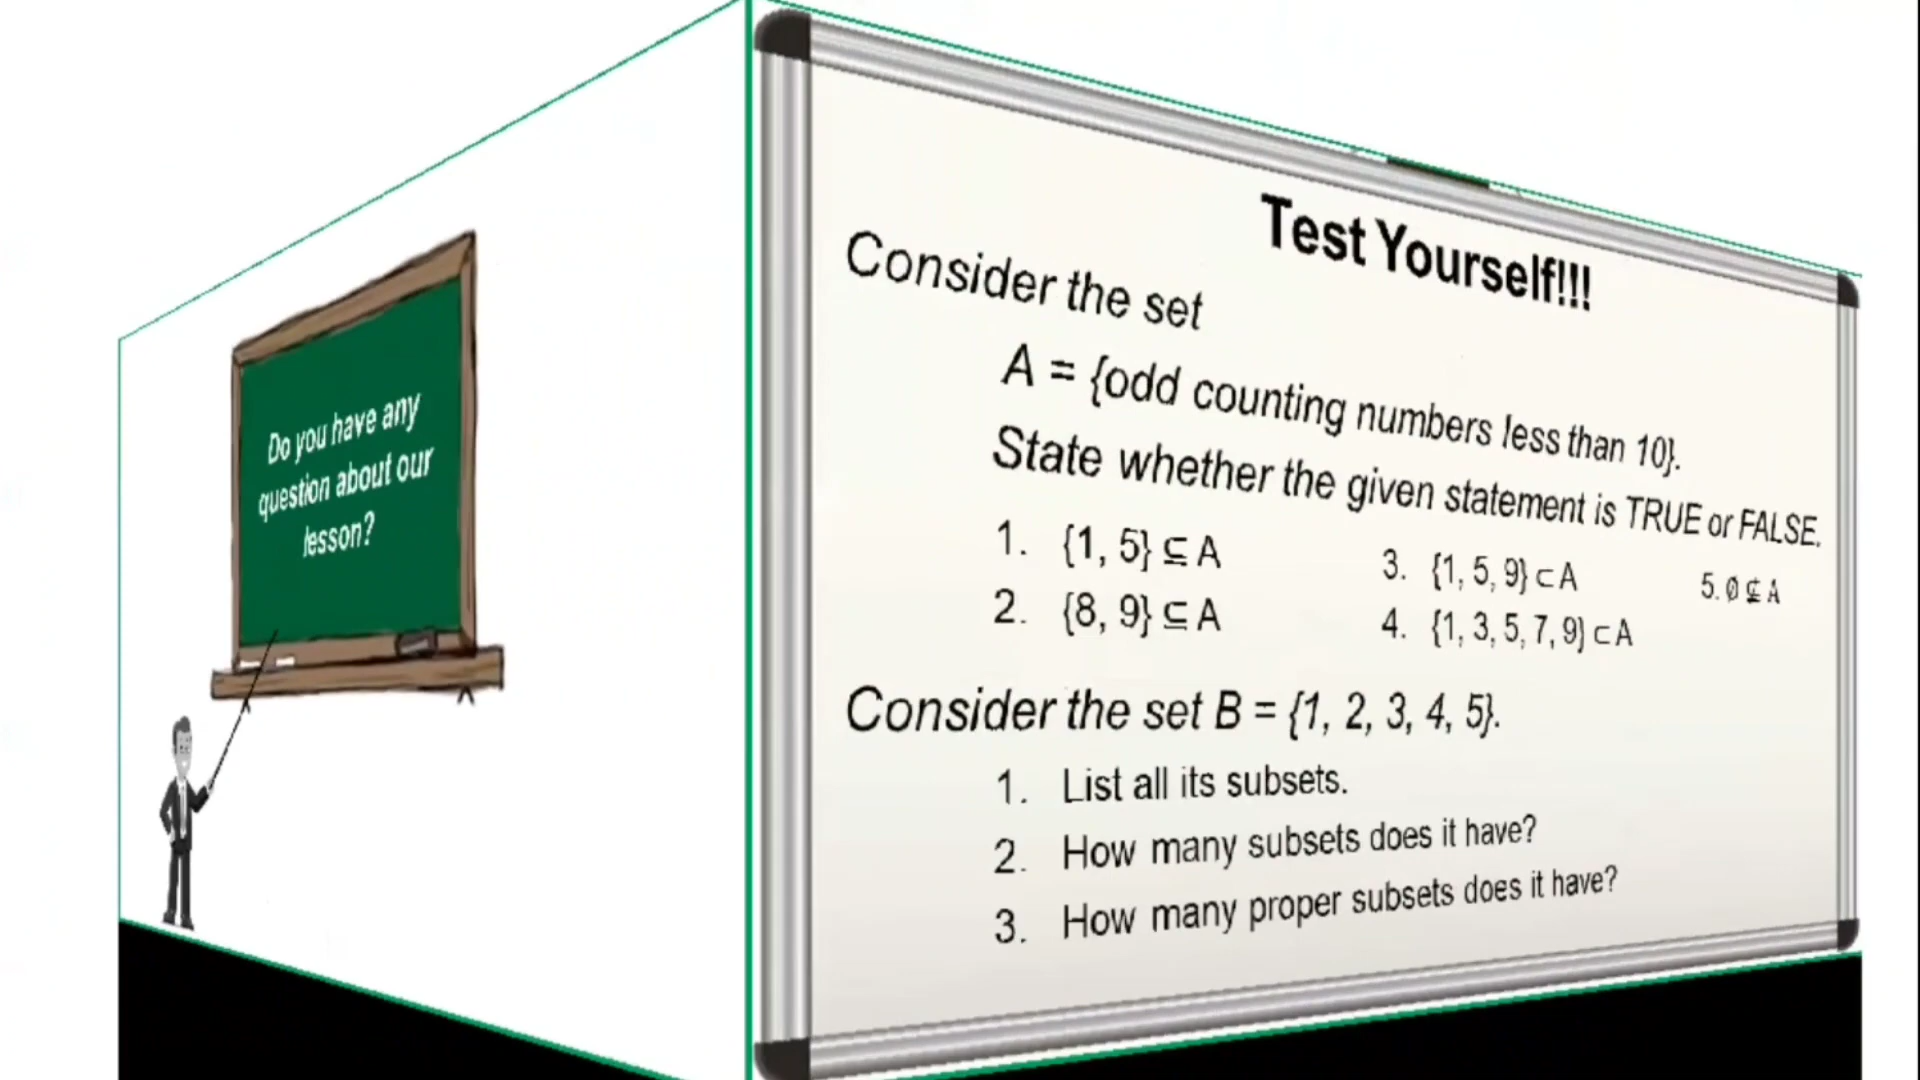 Do you have any
question about our
lesson?
Test Yourself!!!
Consider the set
A = {odd counting numbers less than 10}.
State whether the given statement is TRUE or FALSE.
1. {1, 5} ⊆ A
2. {8, 9} ⊆ A
3. {1, 5, 9} ⊂ A
4. {1, 3, 5, 7, 9} ⊂ A
5. ∅ ⊈ A
Consider the set B = {1, 2, 3, 4, 5}.
1. List all its subsets.
2. How many subsets does it have?
3. How many proper subsets does it have?